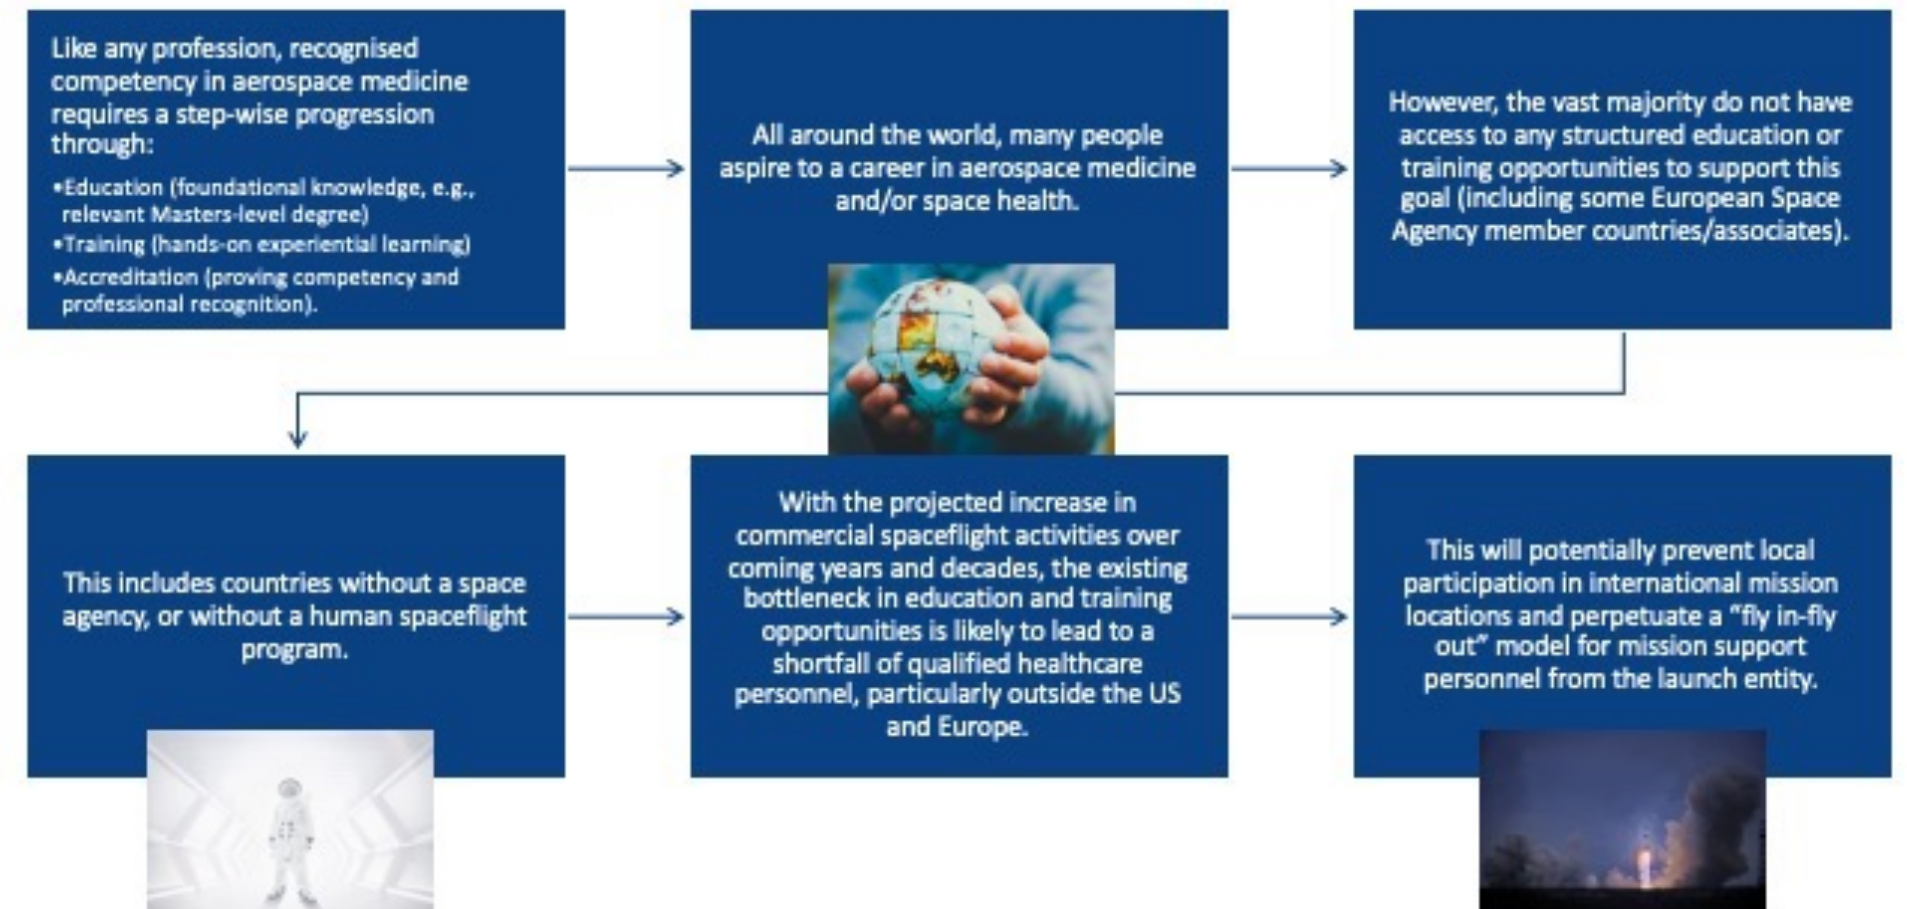 Like any profession, recognised
competency in aerospace medicine
requires a step-wise progression
through:
•Education (foundational knowledge, e.g.,
relevant Masters-level degree)
•Training (hands-on experiential learning)
•Accreditation (proving competency and
professional recognition).
All around the world, many people
aspire to a career in aerospace medicine
and/or space health.
However, the vast majority do not have
access to any structured education or
training opportunities to support this
goal (including some European Space
Agency member countries/associates).
This includes countries without a space
agency, or without a human spaceflight
program.
With the projected increase in
commercial spaceflight activities over
coming years and decades, the existing
bottleneck in education and training
opportunities is likely to lead to a
shortfall of qualified healthcare
personnel, particularly outside the US
and Europe.
This will potentially prevent local
participation in international mission
locations and perpetuate a “fly in-fly
out” model for mission support
personnel from the launch entity.